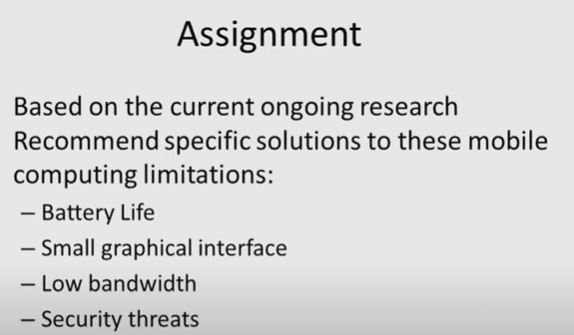 Assignment
Based on the current ongoing research
Recommend specific solutions to these mobile
computing limitations:
– Battery Life
– Small graphical interface
– Low bandwidth
– Security threats